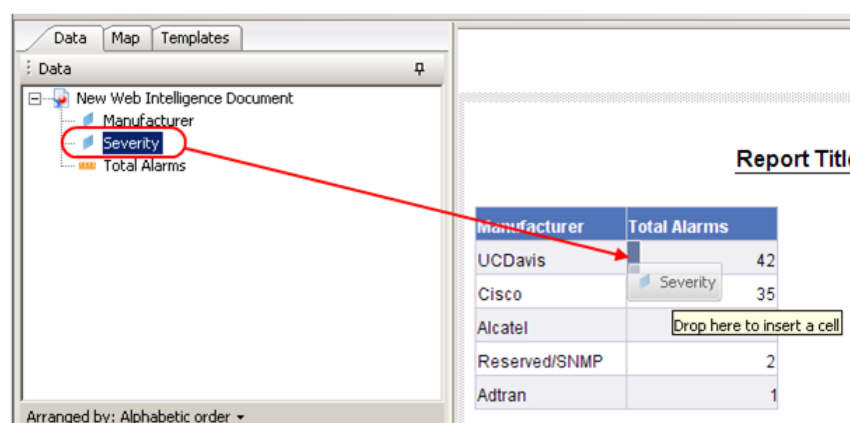 Data Map Templates
Data
New Web Intelligence Document
Manufacturer
Severity
Total Alarms
Arranged by: Alphabetic order
Report Title
Manufacturer Total Alarms
UCDavis 42
Severity
Cisco 35
Drop here to insert a cell
Alcatel
Reserved/SNMP 2
Adtran 1